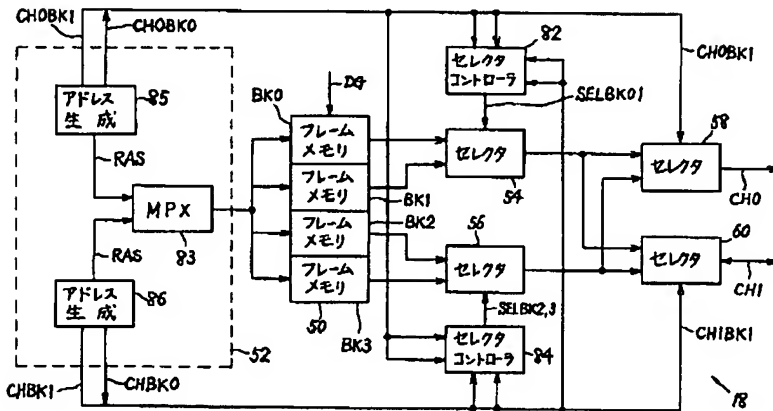 CH0BK1
CH0BK0
アドレス
生成
85
RAS
MPX
83
RAS
アドレス
生成
86
52
CHBK1
CHBK0
DG
BK0
フレーム
メモリ
フレーム
メモリ
BK1
フレーム
メモリ
BK2
フレーム
メモリ
50
BK3
セレクタ
コントローラ
82
SELBK01
セレクタ
54
56
セレクタ
SELBK2,3
セレクタ
コントローラ
84
CH0BK1
58
セレクタ
CH0
60
セレクタ
CH1
CH1BK1
18